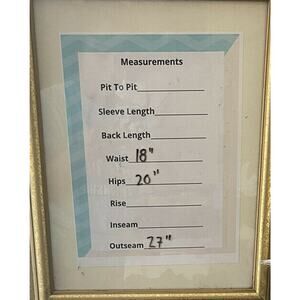 Measurements
Pit To Pit
Sleeve Length
Back Length
Waist 18"
Hips 20"
Rise
Inseam
Outseam 27"